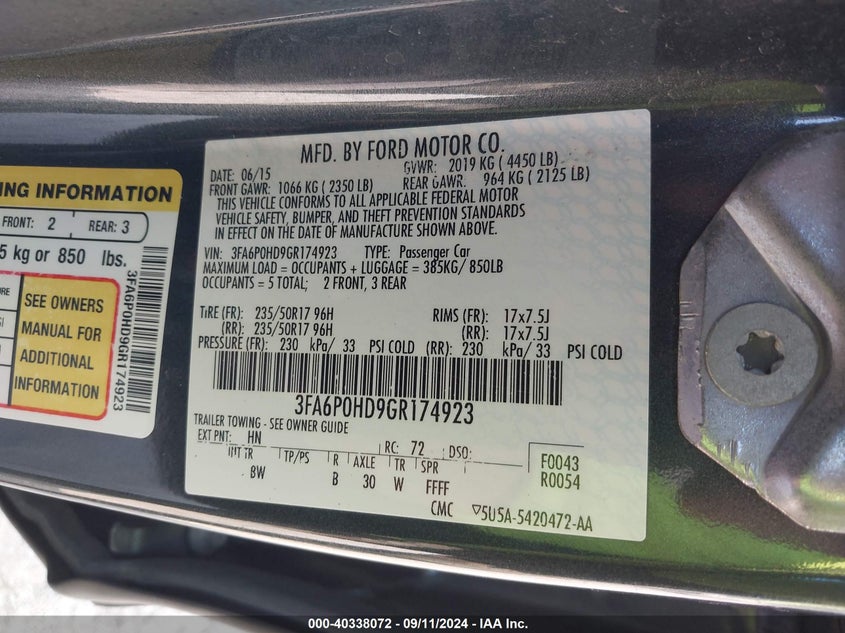 NG INFORMATION
FRONT: 2 REAR: 3
5 kg or 850 lbs.
SEE OWNERS
MANUAL FOR
ADDITIONAL
INFORMATION
3FA6P0HD9GR174923
MFD. BY FORD MOTOR CO.
DATE: 06/15 GVWR: 2019 KG ( 4450 LB)
FRONT GAWR: 1066 KG ( 2350 LB) REAR GAWR: 964 KG ( 2125 LB)
THIS VEHICLE CONFORMS TO ALL APPLICABLE FEDERAL MOTOR
VEHICLE SAFETY, BUMPER, AND THEFT PREVENTION STANDARDS
IN EFFECT ON THE DATE OF MANUFACTURE SHOWN ABOVE.
VIN: 3FA6P0HD9GR174923 TYPE: Passenger Car
MAXIMUM LOAD = OCCUPANTS + LUGGAGE = 385KG/ 850LB
OCCUPANTS = 5 TOTAL; 2 FRONT, 3 REAR
TIRE (FR): 235/50R17 96H RIMS (FR): 17x7.5J
(RR): 235/50R17 96H (RR): 17x7.5J
PRESSURE (FR): 230 kPa/ 33 PSI COLD (RR): 230 kPa/ 33 PSI COLD
3FA6P0HD9GR174923
TRAILER TOWING - SEE OWNER GUIDE
EXT PNT: HN RC: 72 DSO:
INT TR TP/PS R AXLE TR SPR
BW B 30 W FFFF
F0043
R0054
CMC ▽5U5A-5420472-AA
000-40338072 - 09/11/2024 - IAA Inc.